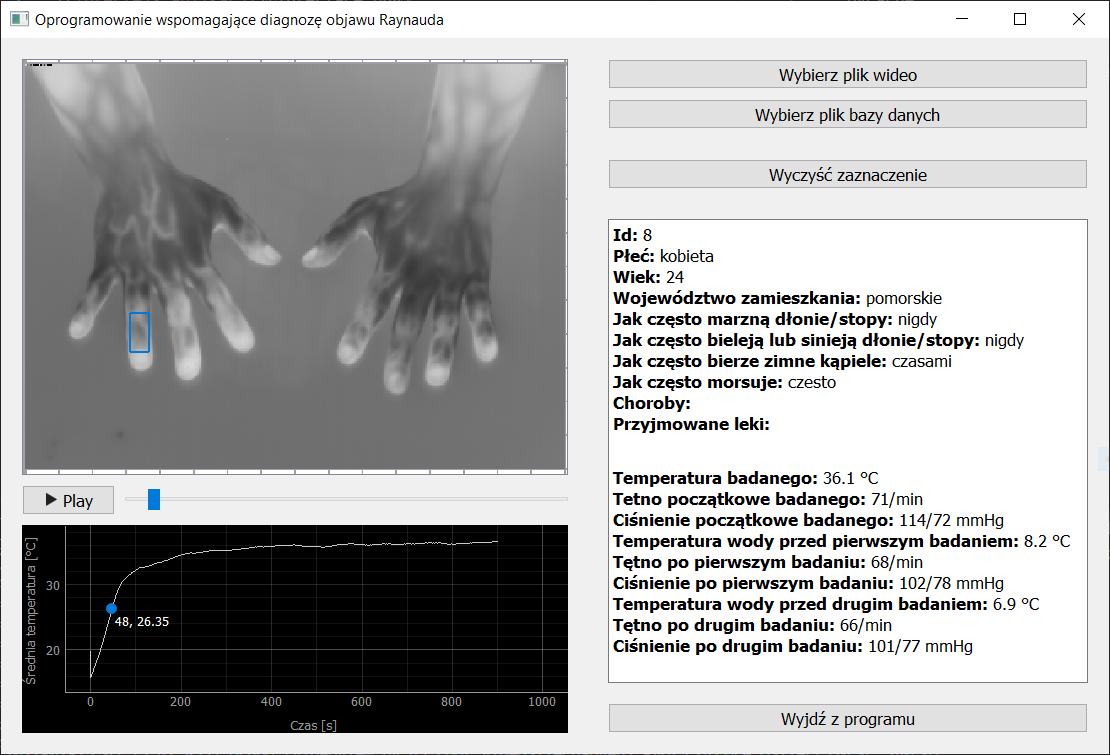 Oprogramowanie wspomagające diagnozę objawu Raynauda
Wybierz plik wideo
Wybierz plik bazy danych
Wyczyść zaznaczenie
Id: 8
Płeć: kobieta
Wiek: 24
Województwo zamieszkania: pomorskie
Jak często marzną dłonie/stopy: nigdy
Jak często bieleją lub sinieją dłonie/stopy: nigdy
Jak często bierze zimne kąpiele: czasami
Jak często morsuje: czesto
Choroby:
Przyjmowane leki:
Temperatura badanego: 36.1 °C
Tetno początkowe badanego: 71/min
Ciśnienie początkowe badanego: 114/72 mmHg
Temperatura wody przed pierwszym badaniem: 8.2 °C
Tętno po pierwszym badaniu: 68/min
Ciśnienie po pierwszym badaniu: 102/78 mmHg
Temperatura wody przed drugim badaniem: 6.9 °C
Tętno po drugim badaniu: 66/min
Ciśnienie po drugim badaniu: 101/77 mmHg
Play
Średnia temperatura [°C]
30
20
48, 26.35
0
200
400
600
800
1000
Czas [s]
Wyjdź z programu